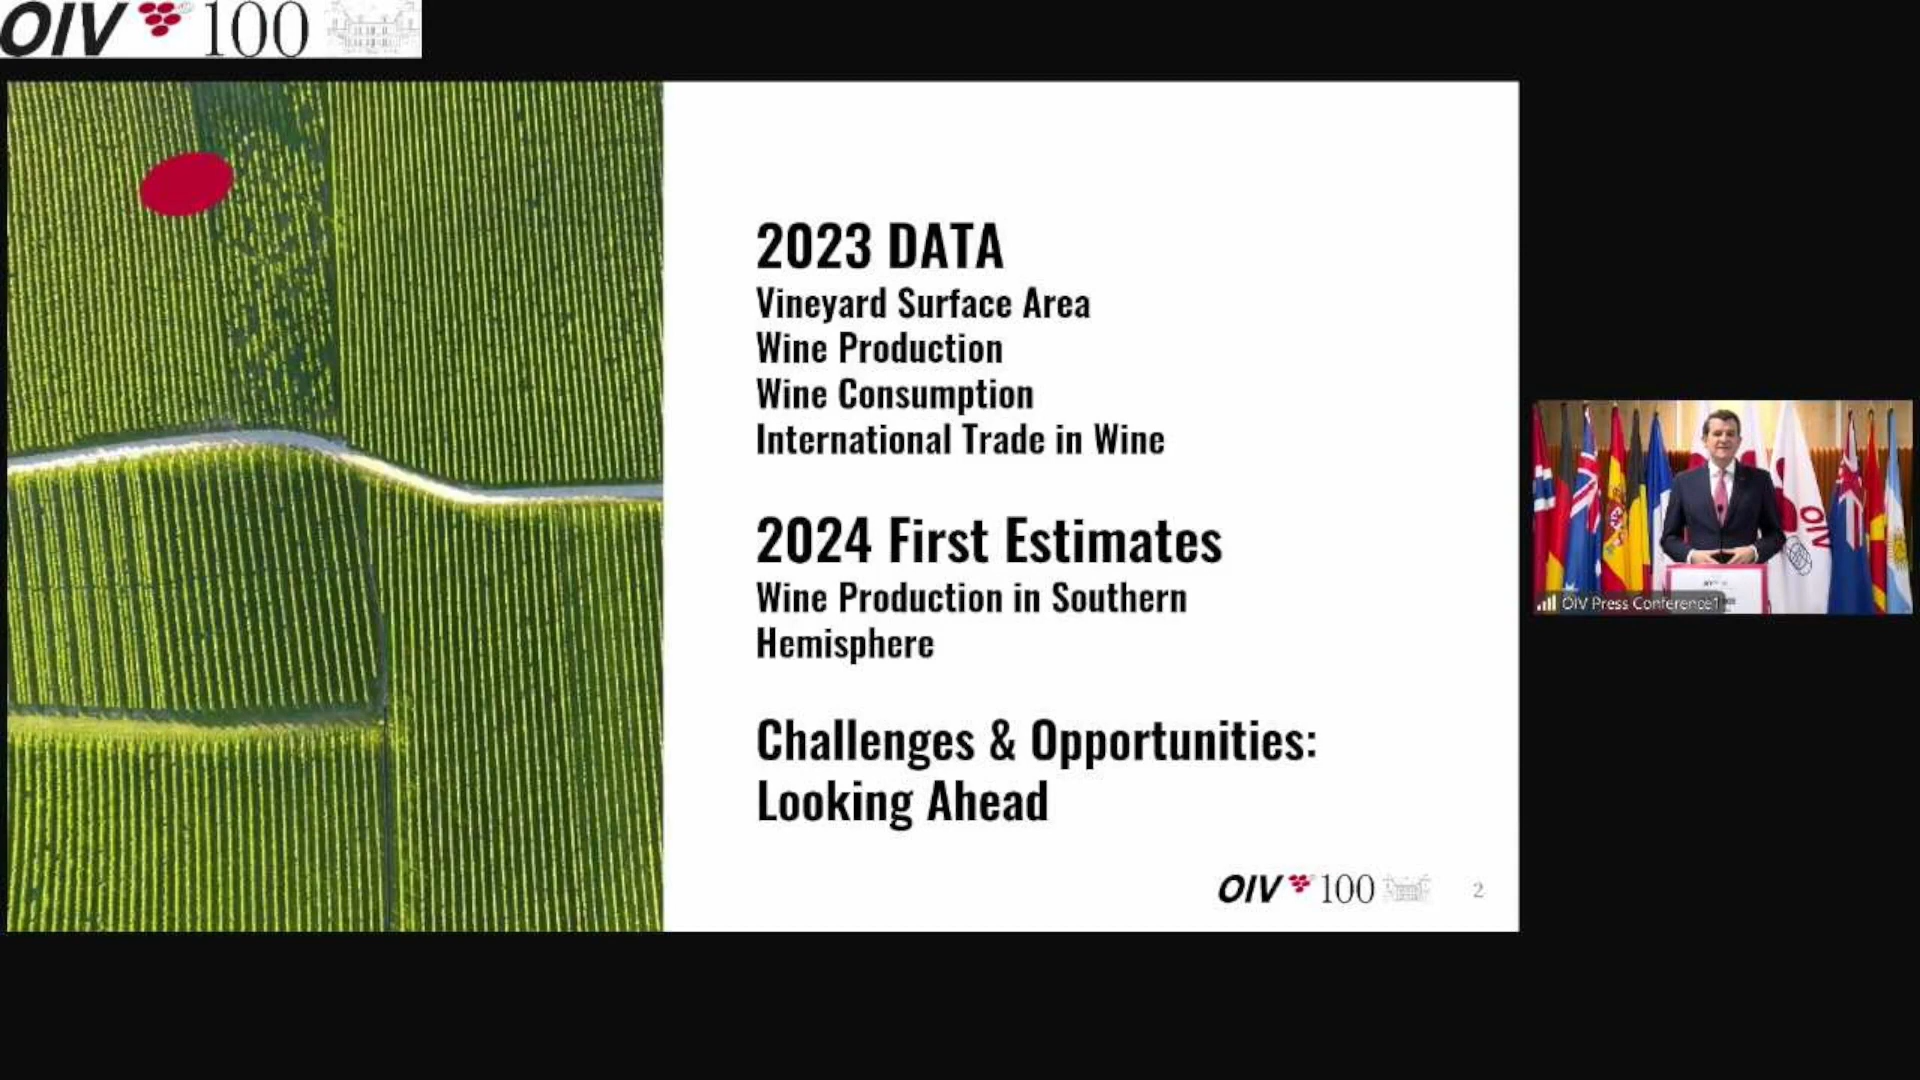 OIV 100
2023 DATA
Vineyard Surface Area
Wine Production
Wine Consumption
International Trade in Wine
2024 First Estimates
Wine Production in Southern
Hemisphere
Challenges & Opportunities:
Looking Ahead
OIV 100
2
OIV
OIV Press Conference1